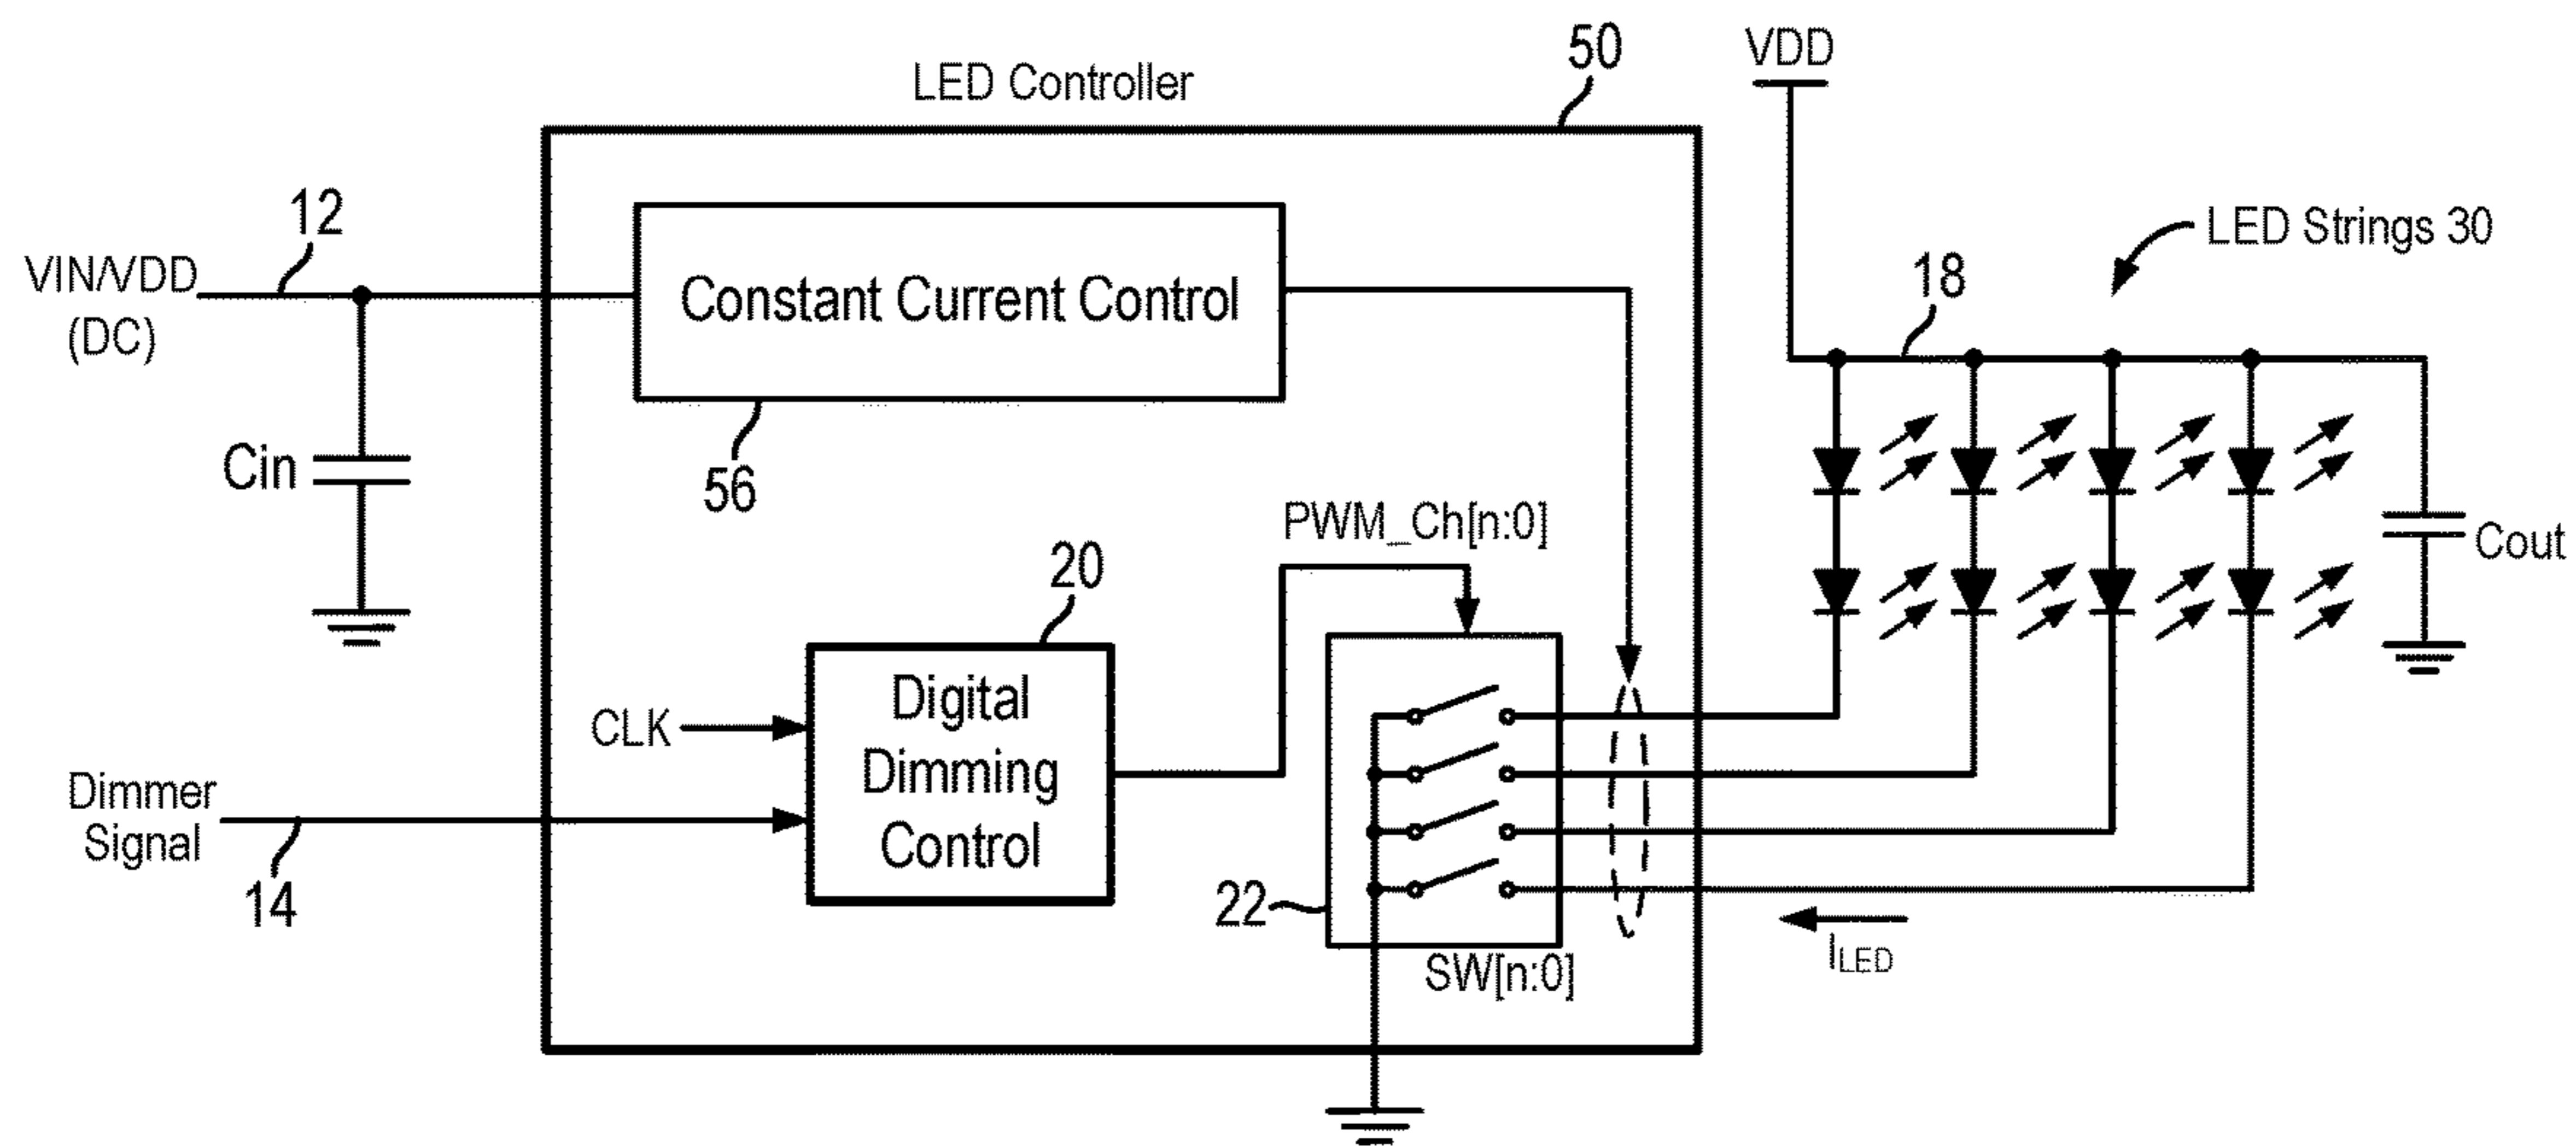 LED Controller
50
VDD
12
VIN/VDD
(DC)
Constant Current Control
LED Strings 30
18
Cin
56
PWM_Ch[n:0]
Cout
20
CLK
Digital
Dimming
Control
Dimmer
Signal
14
22
SW[n:0]
ILED